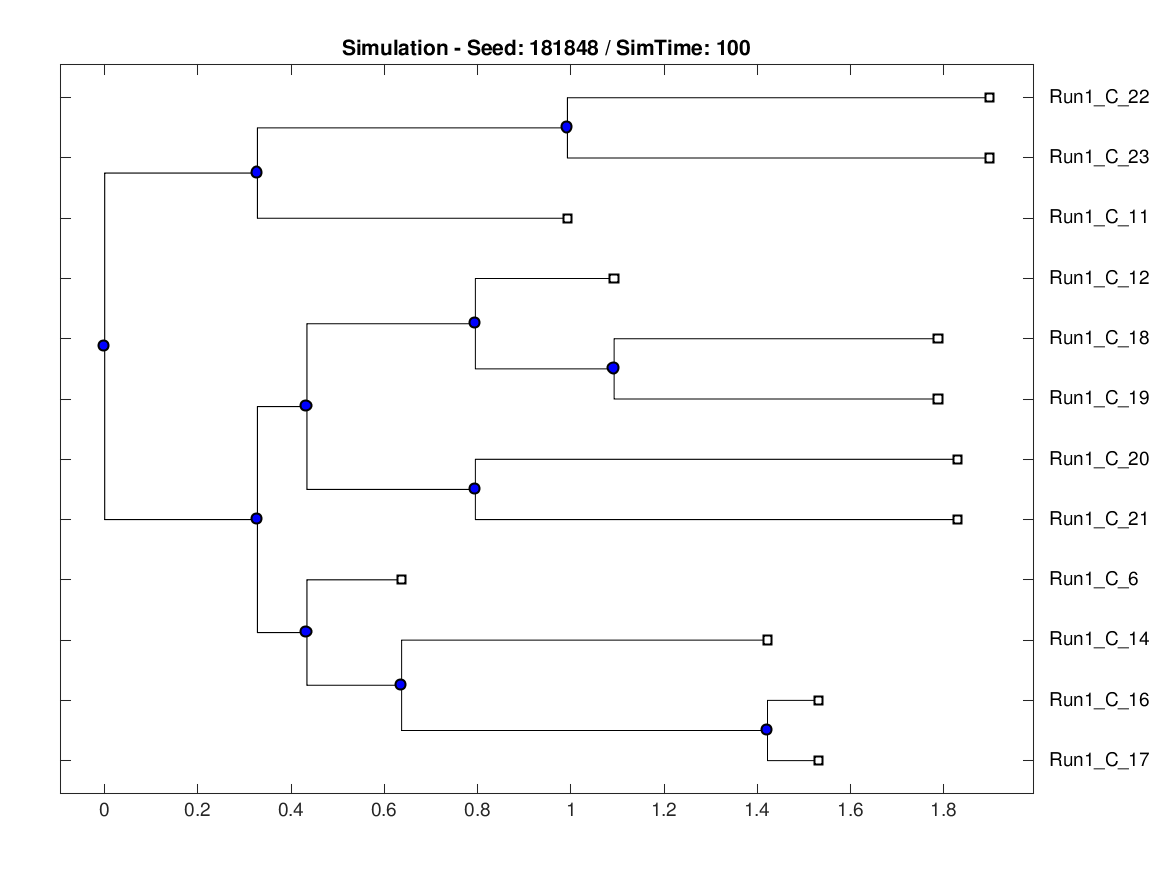 Simulation - Seed: 181848 / SimTime: 100
Run1_C_22
Run1_C_23
Run1_C_11
Run1_C_12
Run1_C_18
Run1_C_19
Run1_C_20
Run1_C_21
Run1_C_6
Run1_C_14
Run1_C_16
Run1_C_17
0 0.2 0.4 0.6 0.8 1 1.2 1.4 1.6 1.8